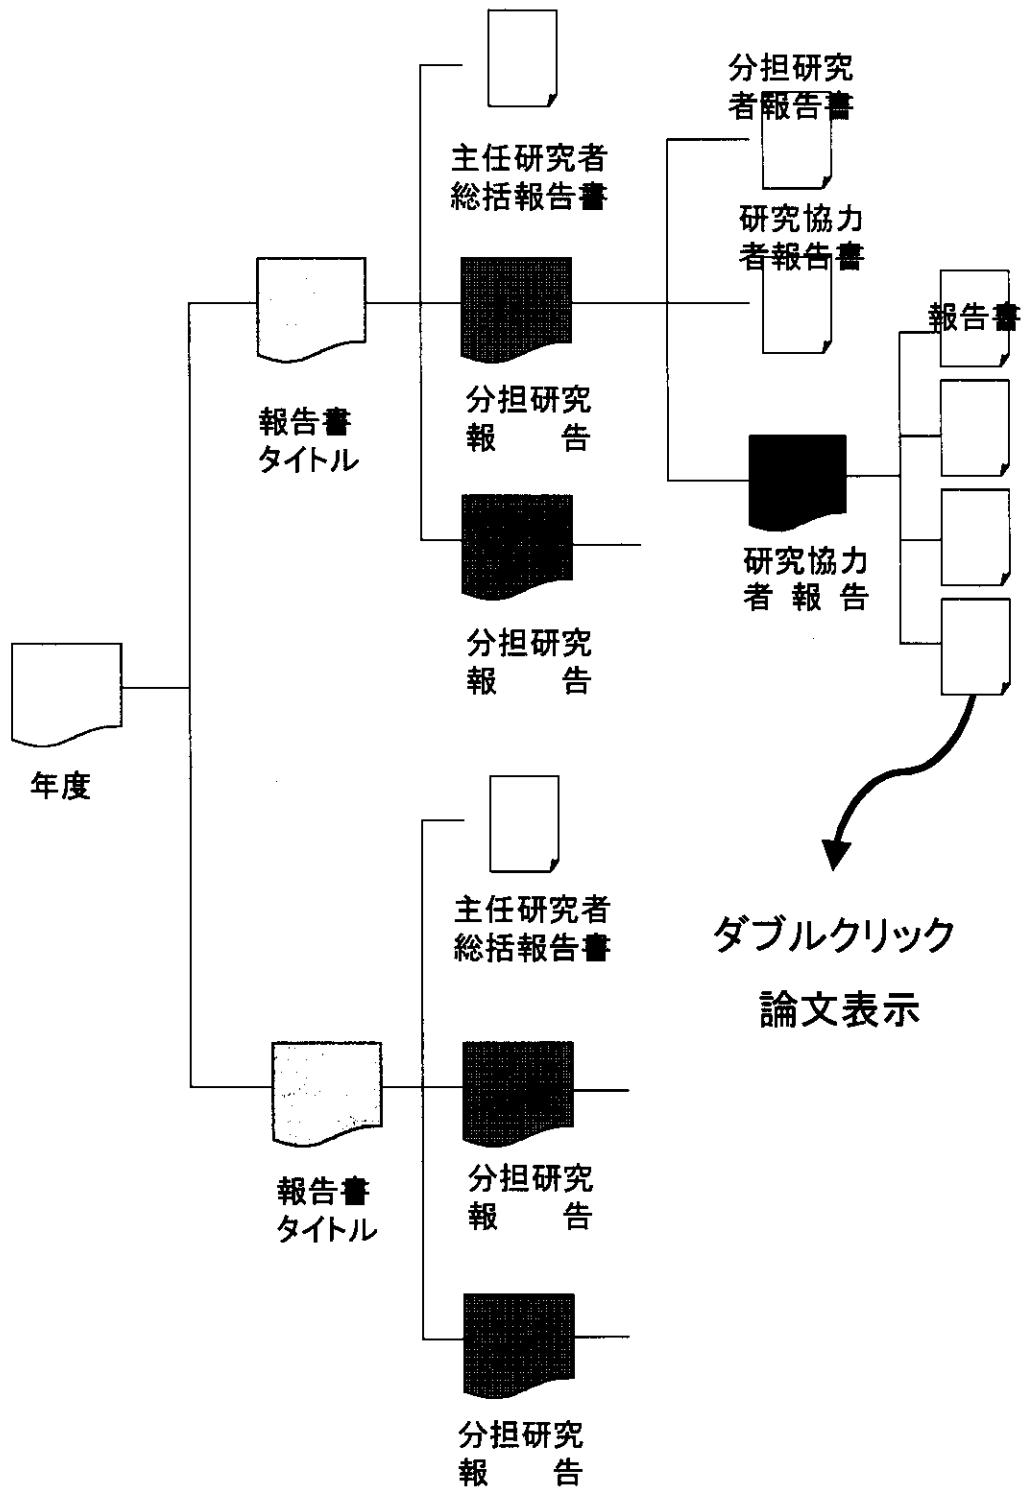 分担研究
者報告書
主任研究者
総括報告書
研究協力
者報告書
報告書
分担研究
報　　告
報告書
タイトル
研究協力
者 報 告
分担研究
報　　告
年度
主任研究者
総括報告書
ダブルクリック
論文表示
分担研究
報　　告
報告書
タイトル
分担研究
報　　告